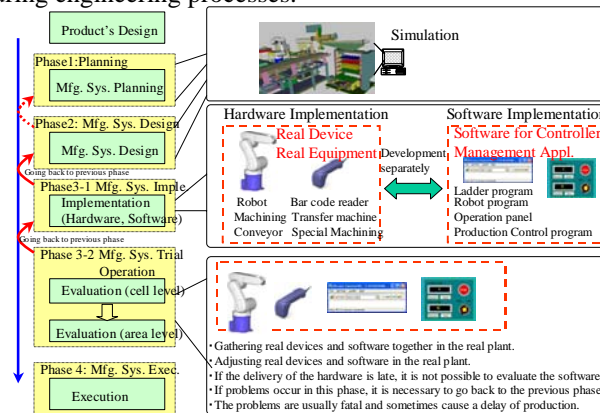 uring engineering processes.
Product's Design
Phase1:Planning
Mfg. Sys. Planning
Phase2: Mfg. Sys. Design
Mfg. Sys. Design
Going back to previous phase
Phase3-1 Mfg. Sys. Imple
Implementation
(Hardware, Software)
Going back to previous phase
Phase 3-2 Mfg. Sys. Trial
Operation
Evaluation (cell level)
Evaluation (area level)
Phase 4: Mfg. Sys. Exec.
Execution
Simulation
Hardware Implementation
Real Device
Real Equipment
Robot
Machining
Conveyor
Bar code reader
Transfer machine
Special Machining
Development
separately
Software Implementation
Software for Controller
Management Appl.
Ladder program
Robot program
Operation panel
Production Control program
・Gathering real devices and software together in the real plant.
・Adjusting real devices and software in the real plant.
・If the delivery of the hardware is late, it is not possible to evaluate the software
・If problems occur in this phase, it is necessary to go back to the previous phase
・The problems are usually fatal and sometimes cause a delay of production.